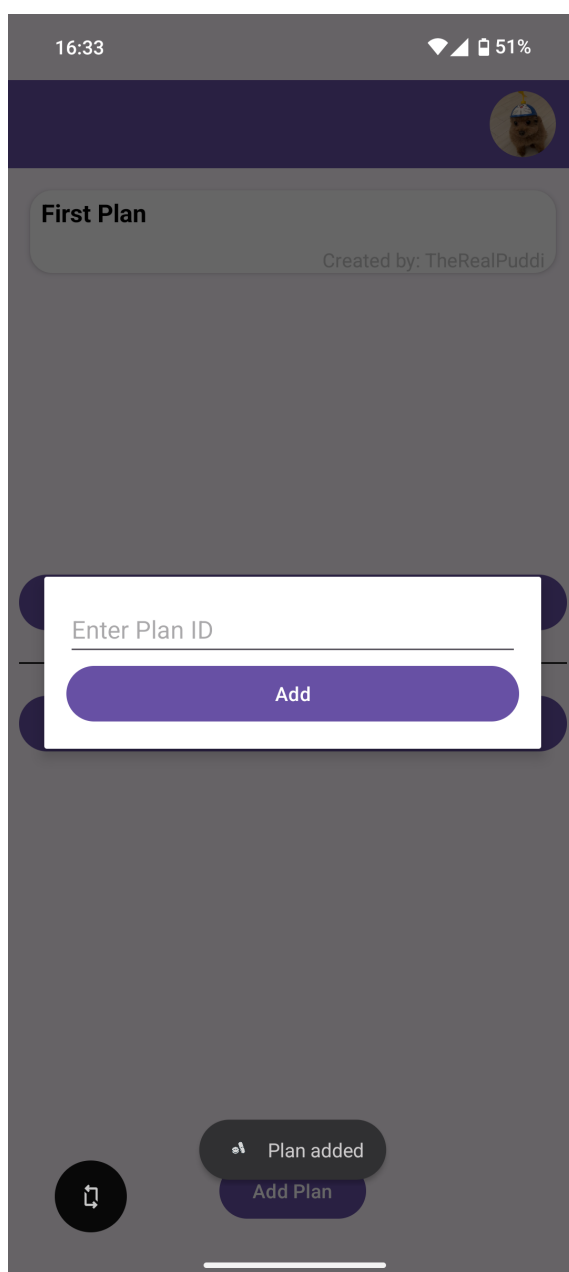 16:33
51%
First Plan
Created by: TheRealPuddi
Enter Plan ID
Add
Plan added
Add Plan